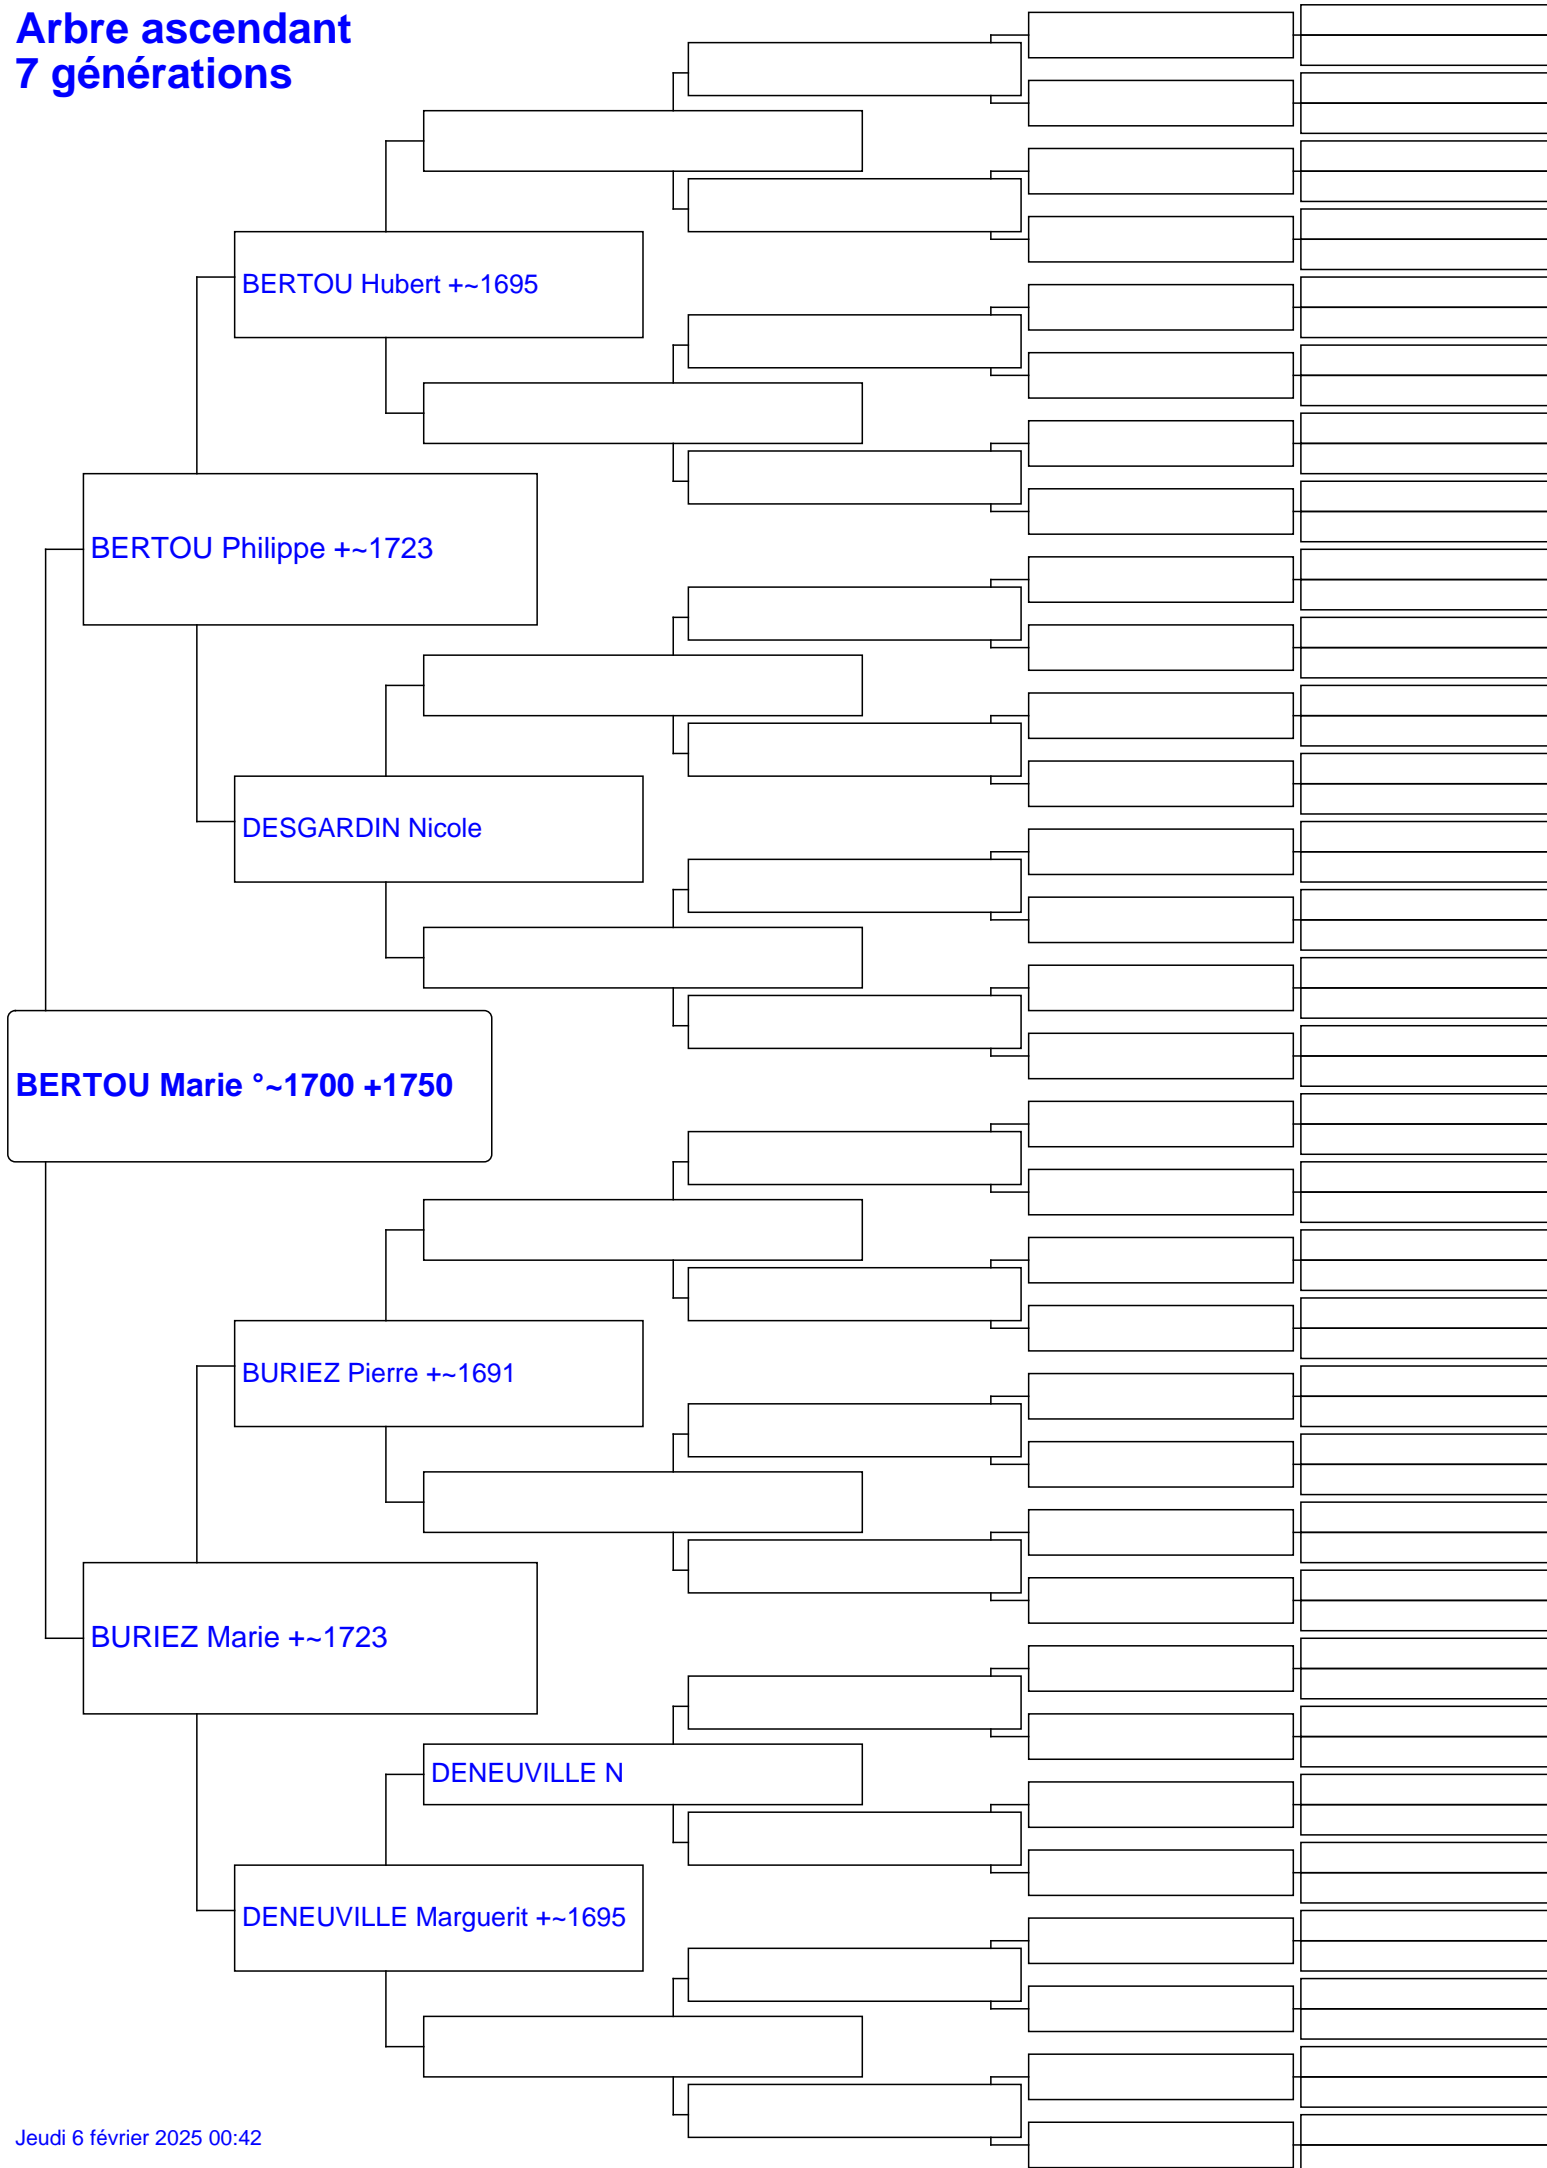 Arbre ascendant
7 générations
BERTOU Hubert +~1695
BERTOU Philippe +~1723
DESGARDIN Nicole
BERTOU Marie °~1700 +1750
BURIEZ Pierre +~1691
BURIEZ Marie +~1723
DENEUVILLE N
DENEUVILLE Marguerit +~1695
Jeudi 6 février 2025 00:42